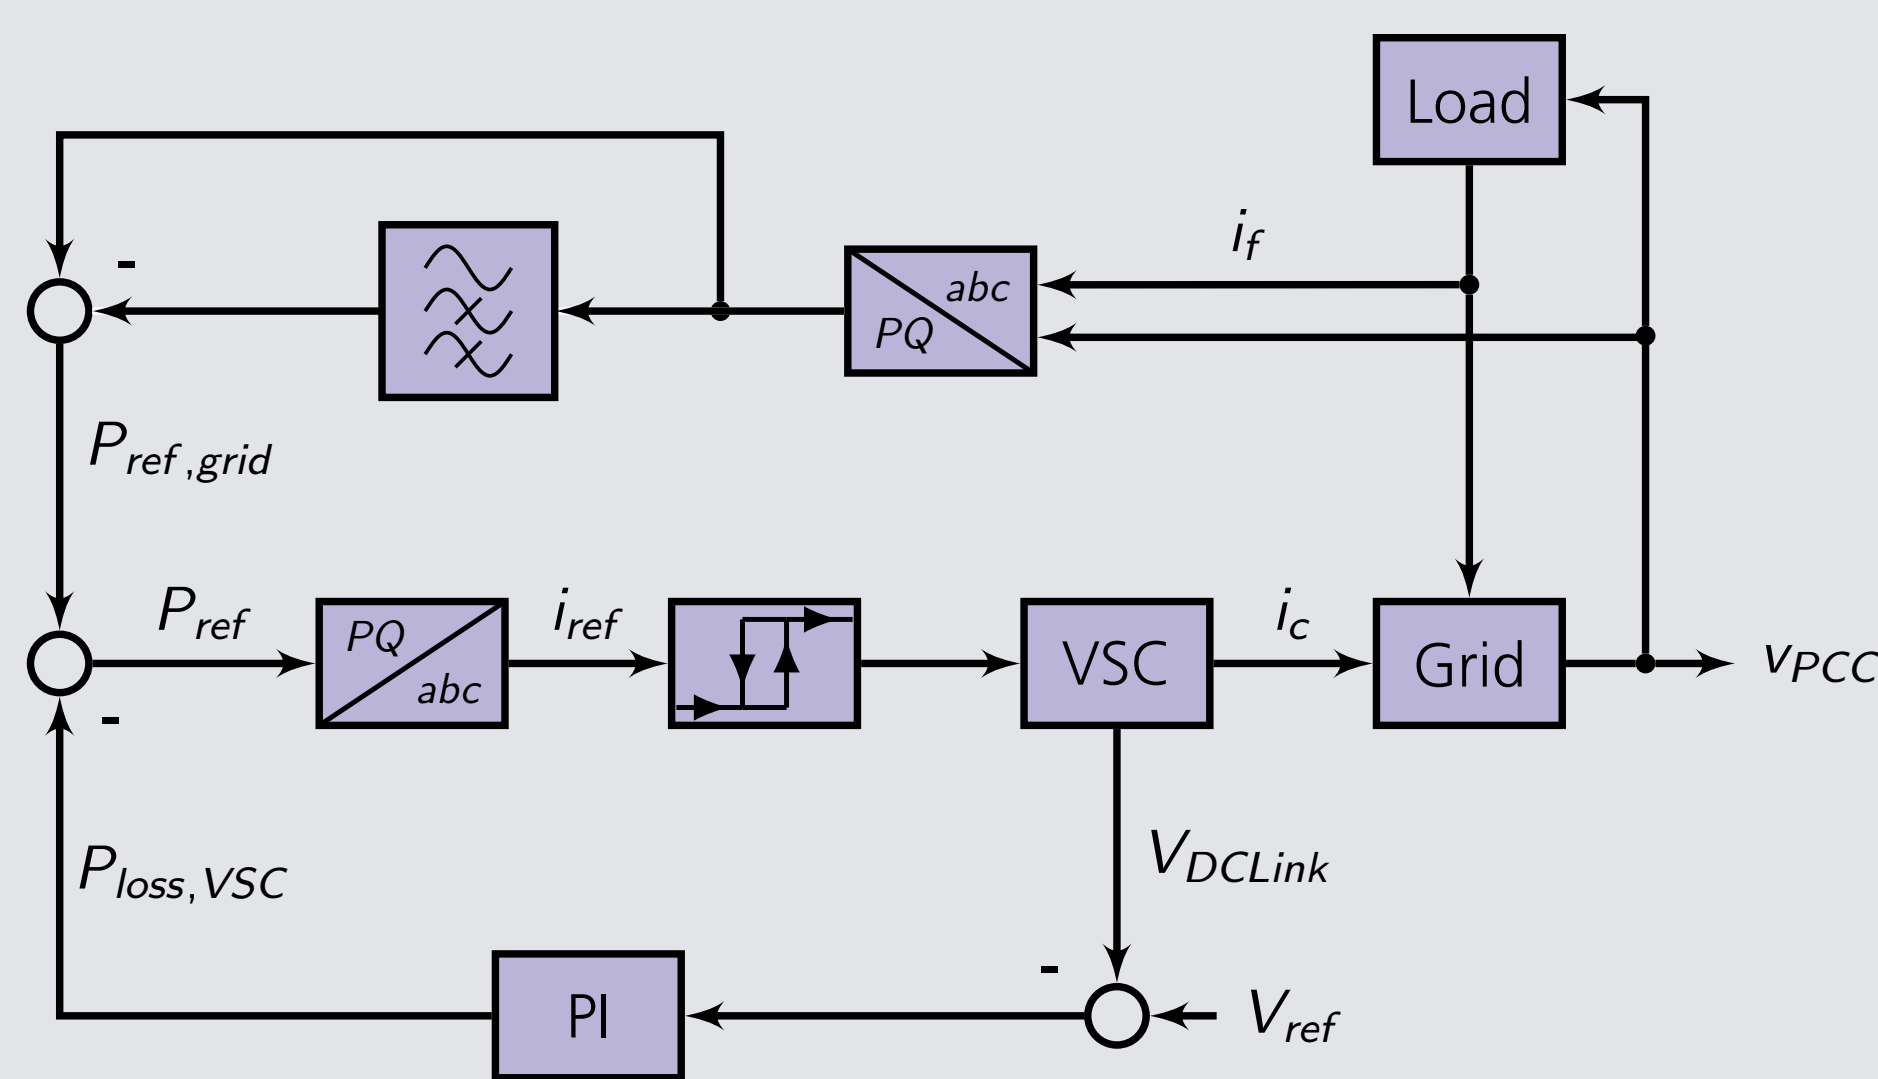 Load
-
i_f
abc
PQ
P_ref,grid
P_ref
PQ
abc
i_ref
VSC
i_c
Grid
v_PCC
-
P_loss,VSC
V_DCLink
-
PI
V_ref